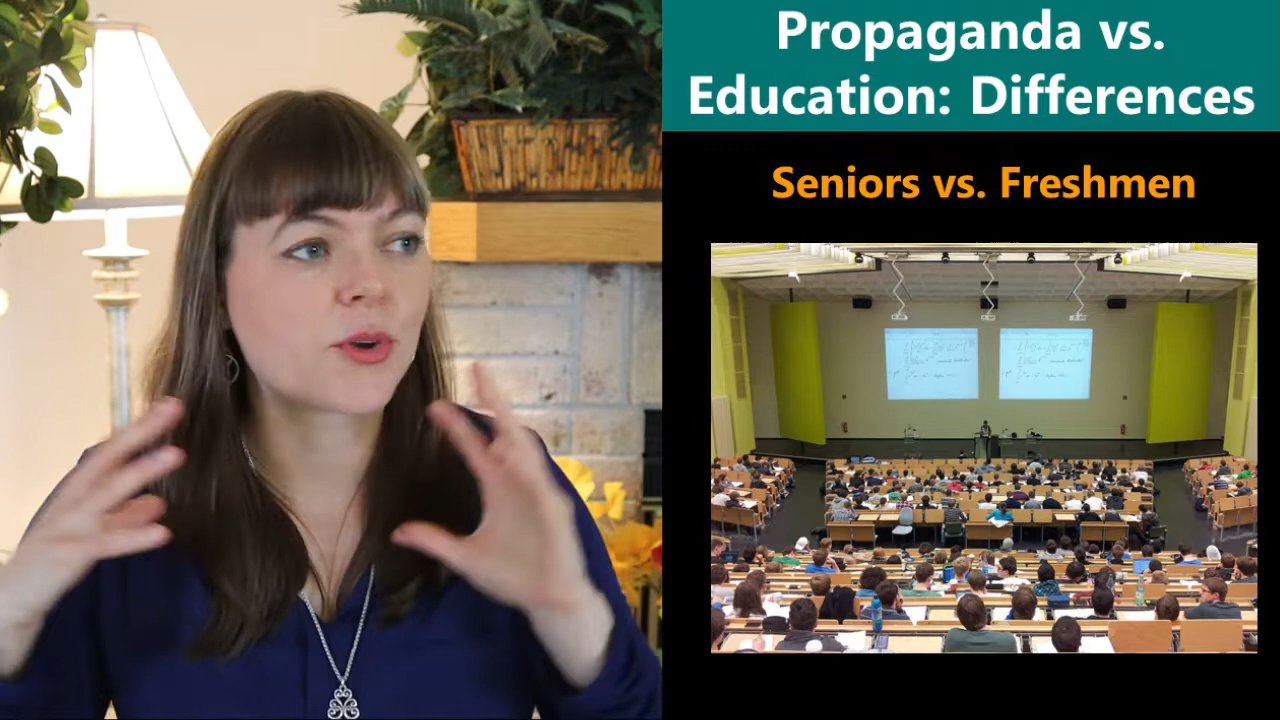 Propaganda vs.
Education: Differences
Seniors vs. Freshmen